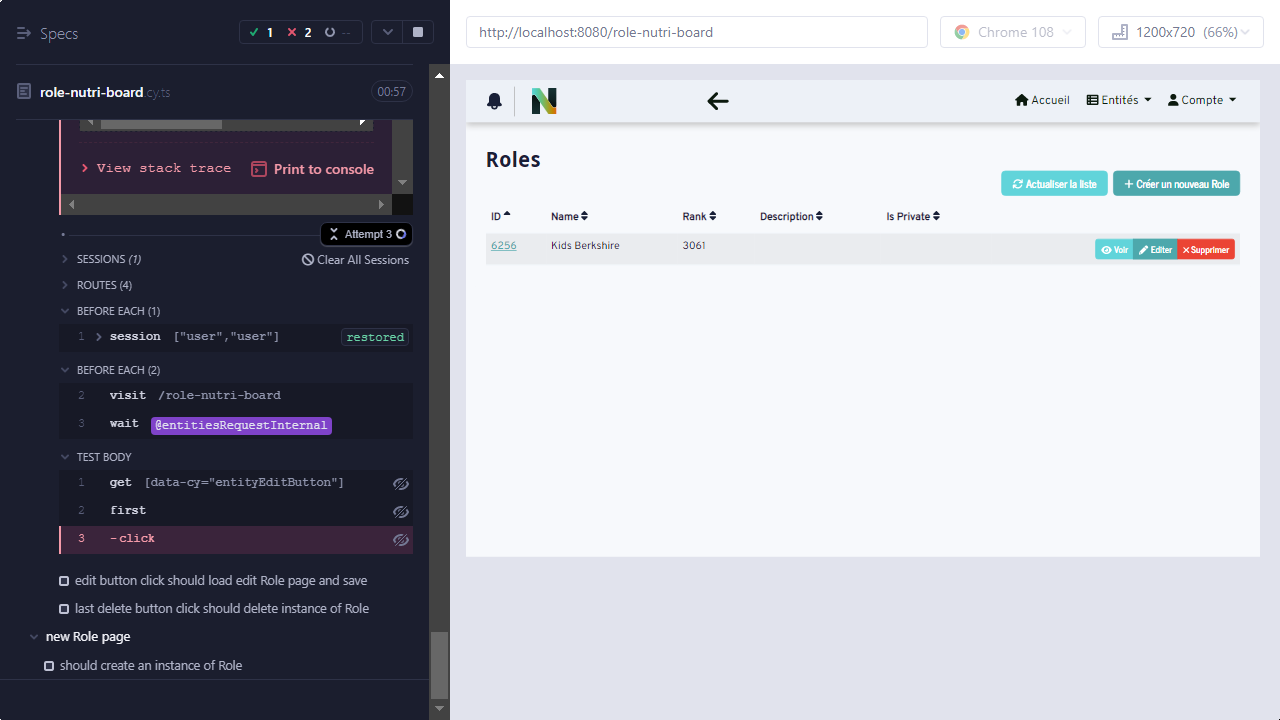 Specs
1
2
--
role-nutri-board.cy.ts
00:57
View stack trace
Print to console
Attempt 3
SESSIONS (1)
Clear All Sessions
ROUTES (4)
BEFORE EACH (1)
1 session ["user","user"] restored
BEFORE EACH (2)
2 visit /role-nutri-board
3 wait @entitiesRequestInternal
TEST BODY
1 get [data-cy="entityEditButton"]
2 first
3 -click
edit button click should load edit Role page and save
last delete button click should delete instance of Role
new Role page
should create an instance of Role
http://localhost:8080/role-nutri-board
Chrome 108
1200x720 (66%)
N
Accueil
Entités
Compte
Roles
Actualiser la liste
Créer un nouveau Role
ID Name Rank Description Is Private
6256 Kids Berkshire 3061 Voir Editer Supprimer